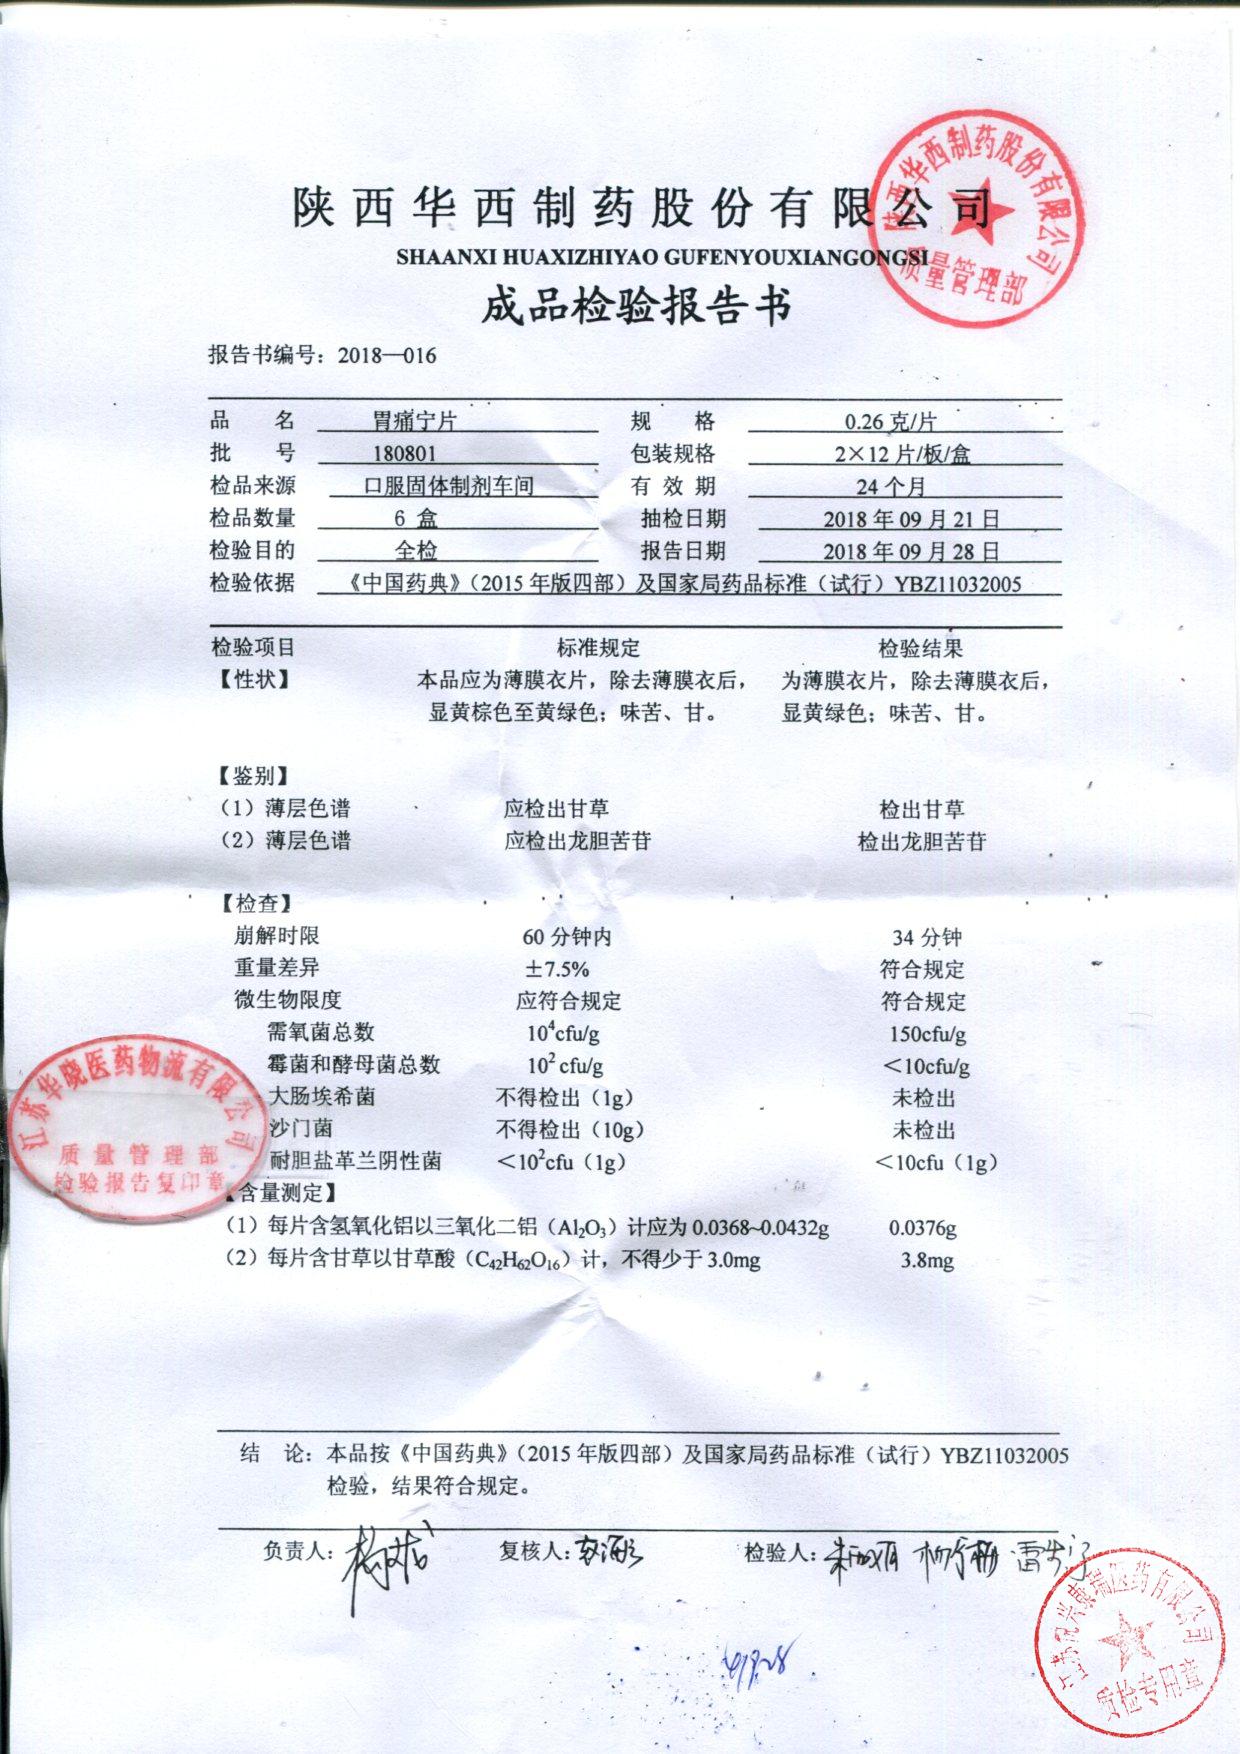 陕西华西制药股份有限公司
SHAANXI HUAXIZHIYAO GUFENYOUXIANGONGSI
成品检验报告书
陕西华西制药股份有限公司
质量管理部
报告书编号：2018—016
品 名 胃痛宁片 规 格 0.26克/片
批 号 180801 包装规格 2×12片/板/盒
检品来源 口服固体制剂车间 有效期 24个月
检品数量 6 盒 抽检日期 2018年09月21日
检验目的 全检 报告日期 2018年09月28日
检验依据 《中国药典》（2015年版四部）及国家局药品标准（试行）YBZ11032005
检验项目 标准规定 检验结果
【性状】 本品应为薄膜衣片，除去薄膜衣后， 为薄膜衣片，除去薄膜衣后，
显黄棕色至黄绿色；味苦、甘。 显黄绿色；味苦、甘。
【鉴别】
（1）薄层色谱 应检出甘草 检出甘草
（2）薄层色谱 应检出龙胆苦苷 检出龙胆苦苷
【检查】
崩解时限 60分钟内 34分钟
重量差异 ±7.5% 符合规定
微生物限度 应符合规定 符合规定
需氧菌总数 10⁴cfu/g 150cfu/g
霉菌和酵母菌总数 10² cfu/g ＜10cfu/g
大肠埃希菌 不得检出（1g） 未检出
沙门菌 不得检出（10g） 未检出
耐胆盐革兰阴性菌 ＜10²cfu（1g） ＜10cfu（1g）
【含量测定】
（1）每片含氢氧化铝以三氧化二铝（Al₂O₃）计应为0.0368~0.0432g 0.0376g
（2）每片含甘草以甘草酸（C₄₂H₆₂O₁₆）计，不得少于3.0mg 3.8mg
江苏华晓医药物流有限公司
质量管理部
检验报告复印章
结 论：本品按《中国药典》（2015年版四部）及国家局药品标准（试行）YBZ11032005
检验，结果符合规定。
负责人： 复核人： 检验人：
质检专用章